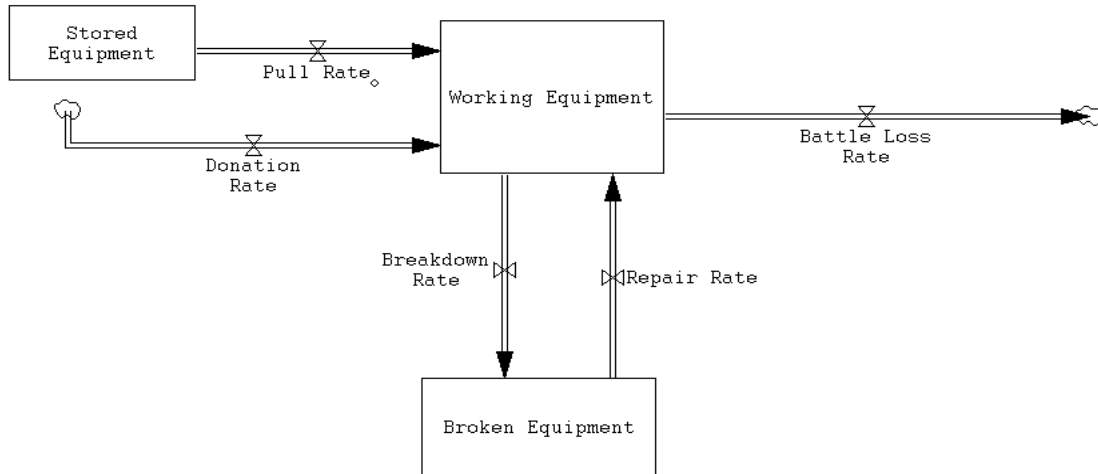 Stored
Equipment
Pull Rate
Working Equipment
Battle Loss
Rate
Donation
Rate
Breakdown
Rate
Repair Rate
Broken Equipment